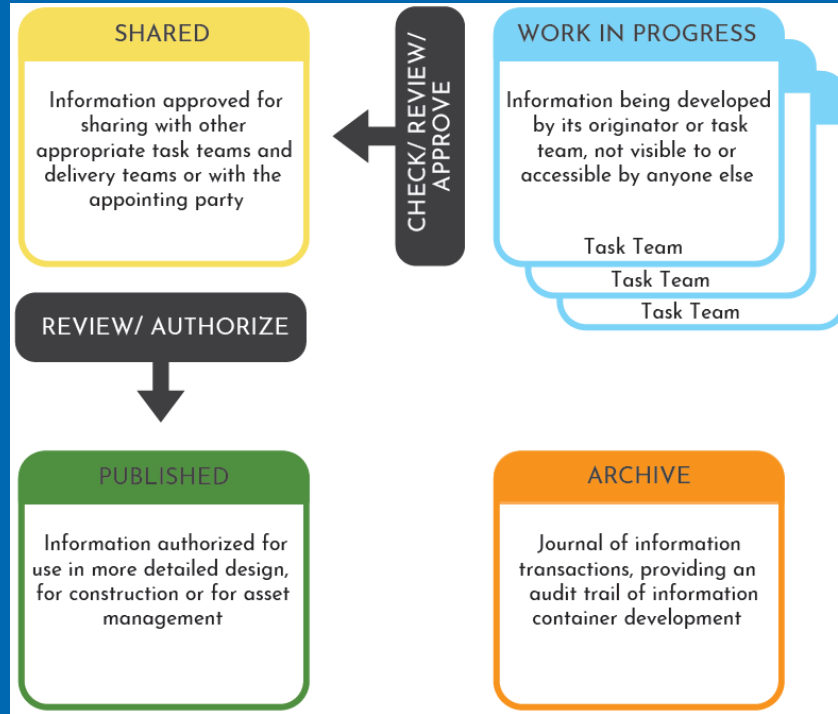 SHARED
Information approved for
sharing with other
appropriate task teams and
delivery teams or with the
appointing party
CHECK/ REVIEW/
APPROVE
WORK IN PROGRESS
Information being developed
by its originator or task
team, not visible to or
accessible by anyone else
Task Team
Task Team
Task Team
REVIEW/ AUTHORIZE
PUBLISHED
Information authorized for
use in more detailed design,
for construction or for asset
management
ARCHIVE
Journal of information
transactions, providing an
audit trail of information
container development